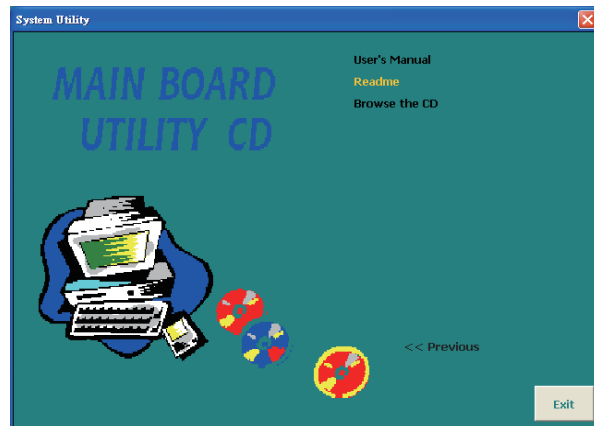 System Utility
MAIN BOARD
UTILITY CD
User's Manual
Readme
Browse the CD
<< Previous
Exit